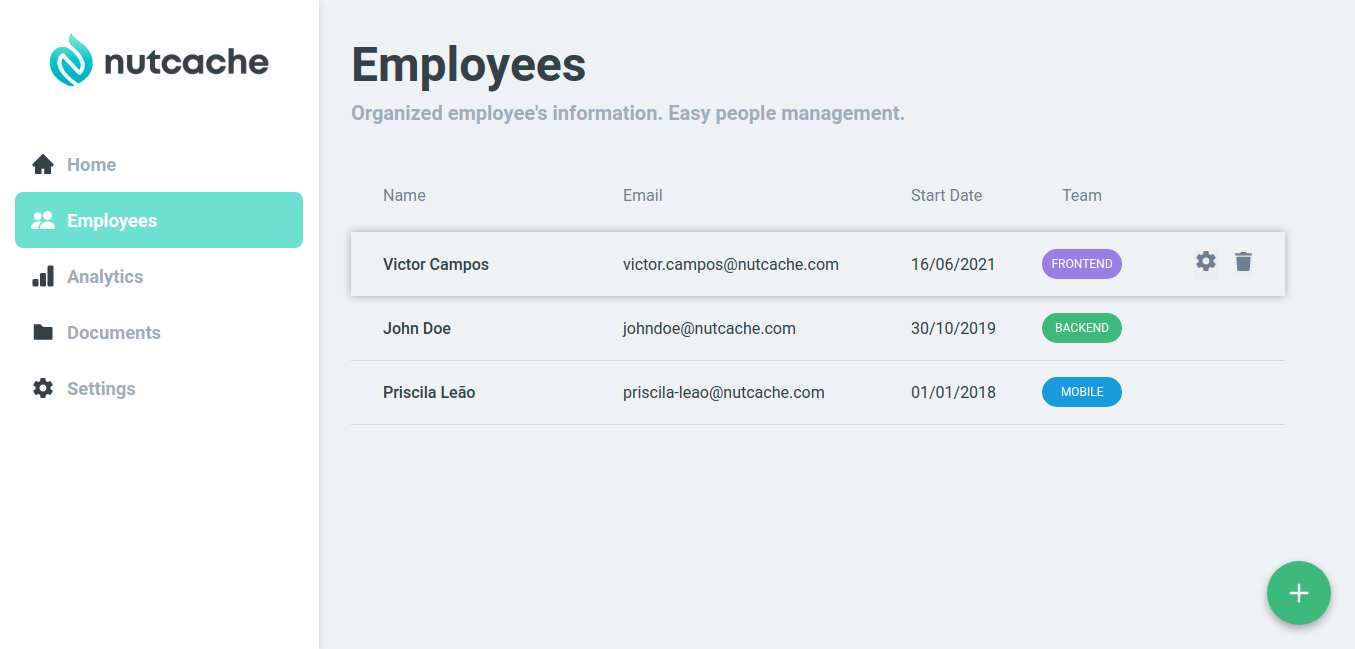 nutcache
Home
Employees
Analytics
Documents
Settings
Employees
Organized employee's information. Easy people management.
Name Email Start Date Team
Victor Campos victor.campos@nutcache.com 16/06/2021 FRONTEND
John Doe johndoe@nutcache.com 30/10/2019 BACKEND
Priscila Leão priscila-leao@nutcache.com 01/01/2018 MOBILE
+